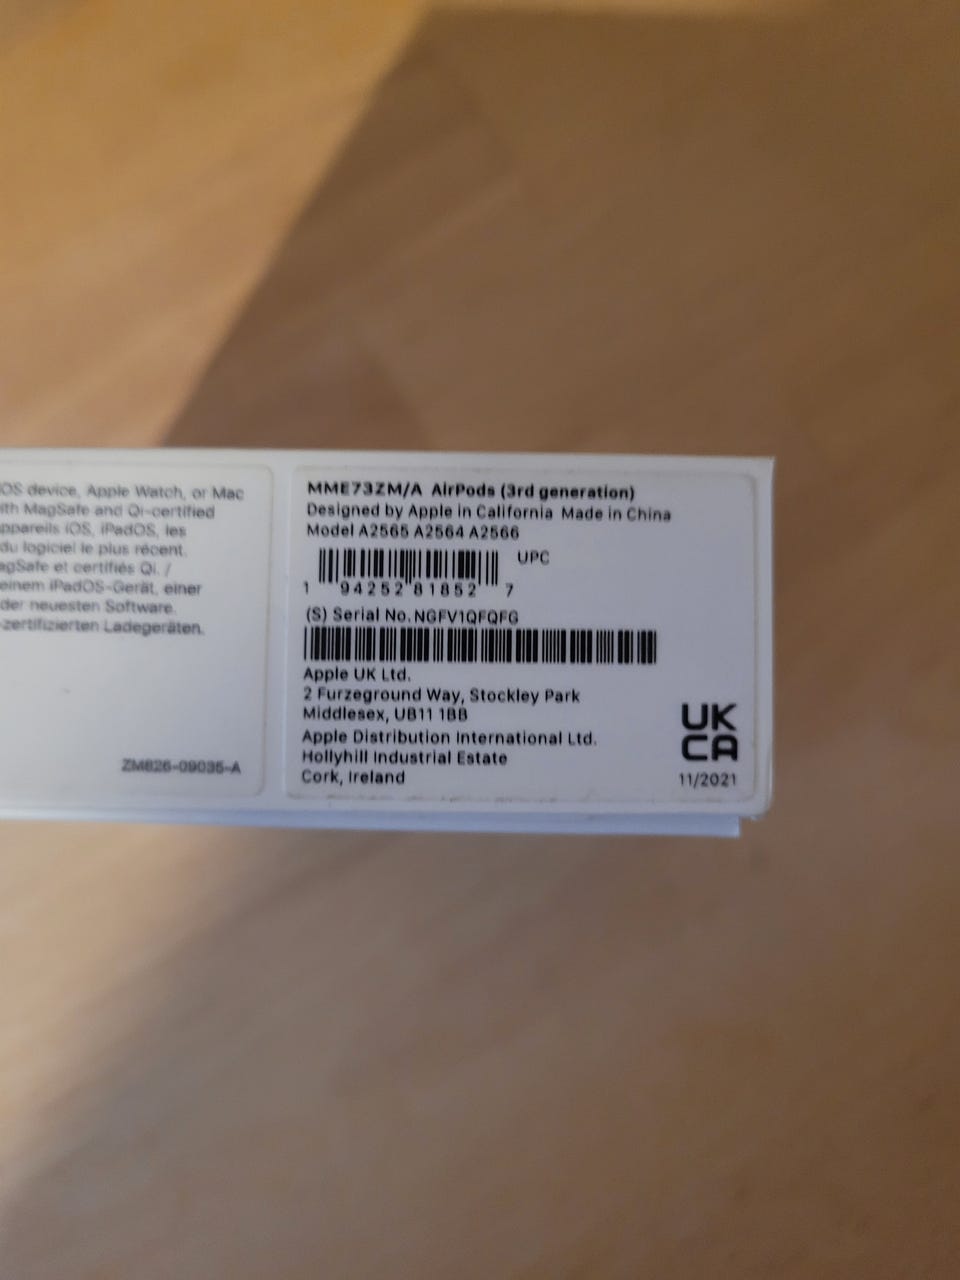 iOS device, Apple Watch, or Mac
with MagSafe and Qi-certified
appareils iOS, iPadOS, les
du logiciel le plus récent.
MagSafe et certifiés Qi. /
einem iPadOS-Gerät, einer
der neuesten Software.
-zertifizierten Ladegeräten.
ZM826-09035-A
MME73ZM/A AirPods (3rd generation)
Designed by Apple in California Made in China
Model A2565 A2564 A2566
UPC
1 94252 81852 7
(S) Serial No. NGFV1QFQFG
Apple UK Ltd.
2 Furzeground Way, Stockley Park
Middlesex, UB11 1BB
Apple Distribution International Ltd.
Hollyhill Industrial Estate
Cork, Ireland
UK
CA
11/2021